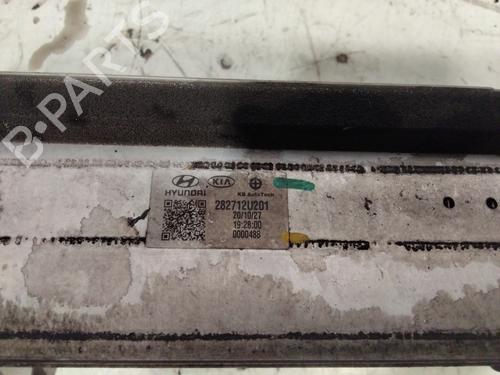 B-PARTS
HYUNDAI KIA KB AutoTech
282712U201
20/10/27
19:28:00
0000488